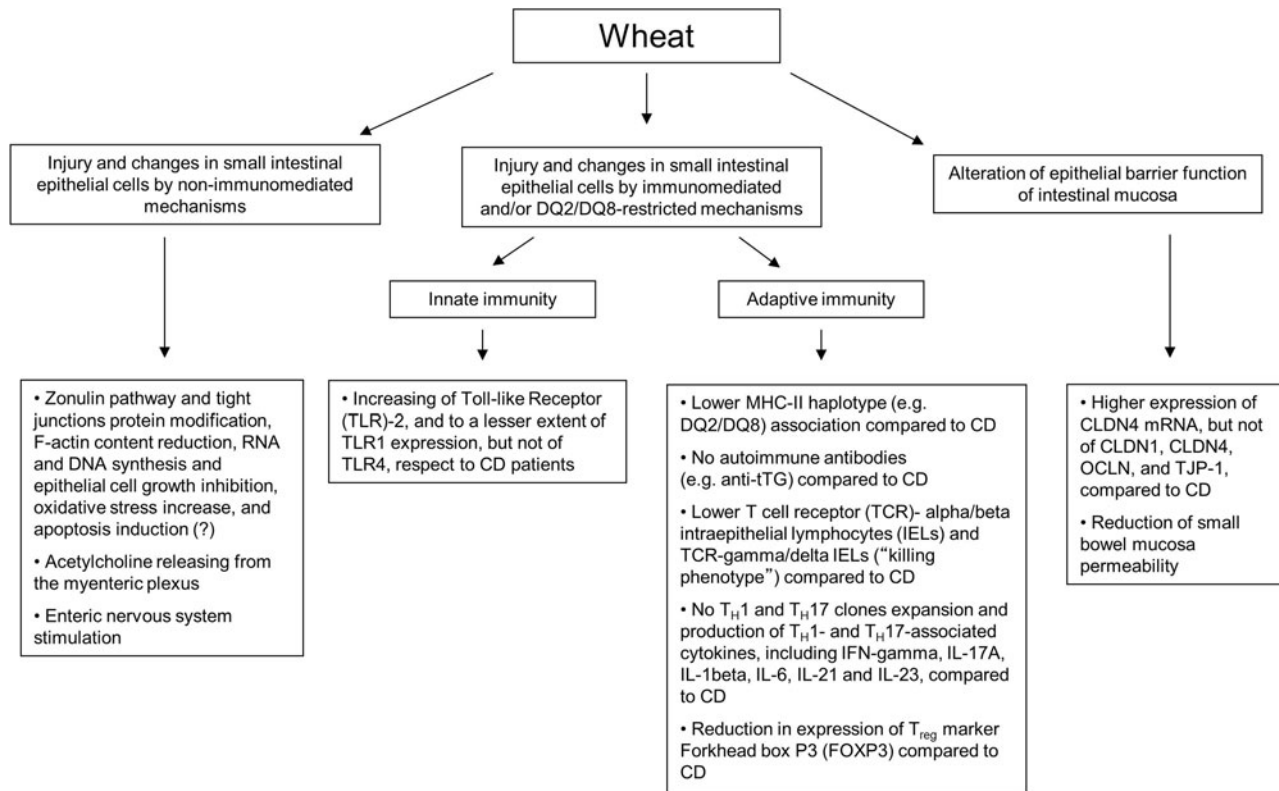 Wheat
Injury and changes in small intestinal
epithelial cells by non-immunomediated
mechanisms
Injury and changes in small intestinal
epithelial cells by immunomediated
and/or DQ2/DQ8-restricted mechanisms
Alteration of epithelial barrier function
of intestinal mucosa
Innate immunity
Adaptive immunity
• Zonulin pathway and tight
junctions protein modification,
F-actin content reduction, RNA
and DNA synthesis and
epithelial cell growth inhibition,
oxidative stress increase, and
apoptosis induction (?)
• Acetylcholine releasing from
the myenteric plexus
• Enteric nervous system
stimulation
• Increasing of Toll-like Receptor
(TLR)-2, and to a lesser extent of
TLR1 expression, but not of
TLR4, respect to CD patients
• Lower MHC-II haplotype (e.g.
DQ2/DQ8) association compared to CD
• No autoimmune antibodies
(e.g. anti-tTG) compared to CD
• Lower T cell receptor (TCR)- alpha/beta
intraepithelial lymphocytes (IELs) and
TCR-gamma/delta IELs (“killing
phenotype”) compared to CD
• No TH1 and TH17 clones expansion and
production of TH1- and TH17-associated
cytokines, including IFN-gamma, IL-17A,
IL-1beta, IL-6, IL-21 and IL-23, compared
to CD
• Reduction in expression of Treg marker
Forkhead box P3 (FOXP3) compared to
CD
• Higher expression of
CLDN4 mRNA, but not
of CLDN1, CLDN4,
OCLN, and TJP-1,
compared to CD
• Reduction of small
bowel mucosa
permeability